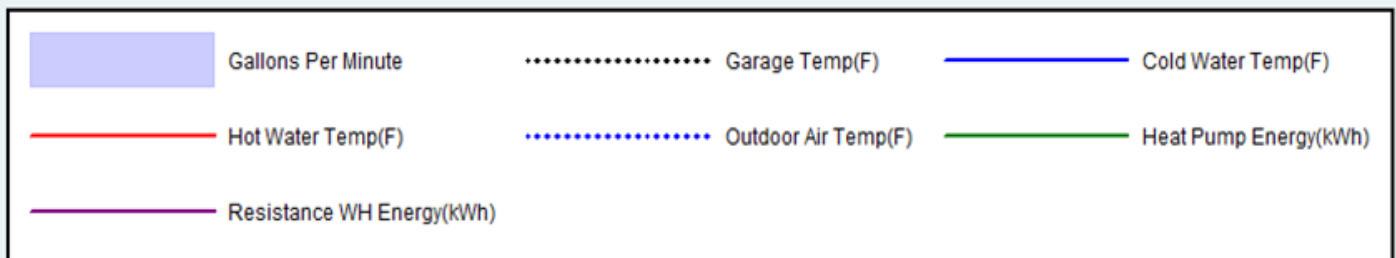 Gallons Per Minute Garage Temp(F) Cold Water Temp(F)
Hot Water Temp(F) Outdoor Air Temp(F) Heat Pump Energy(kWh)
Resistance WH Energy(kWh)